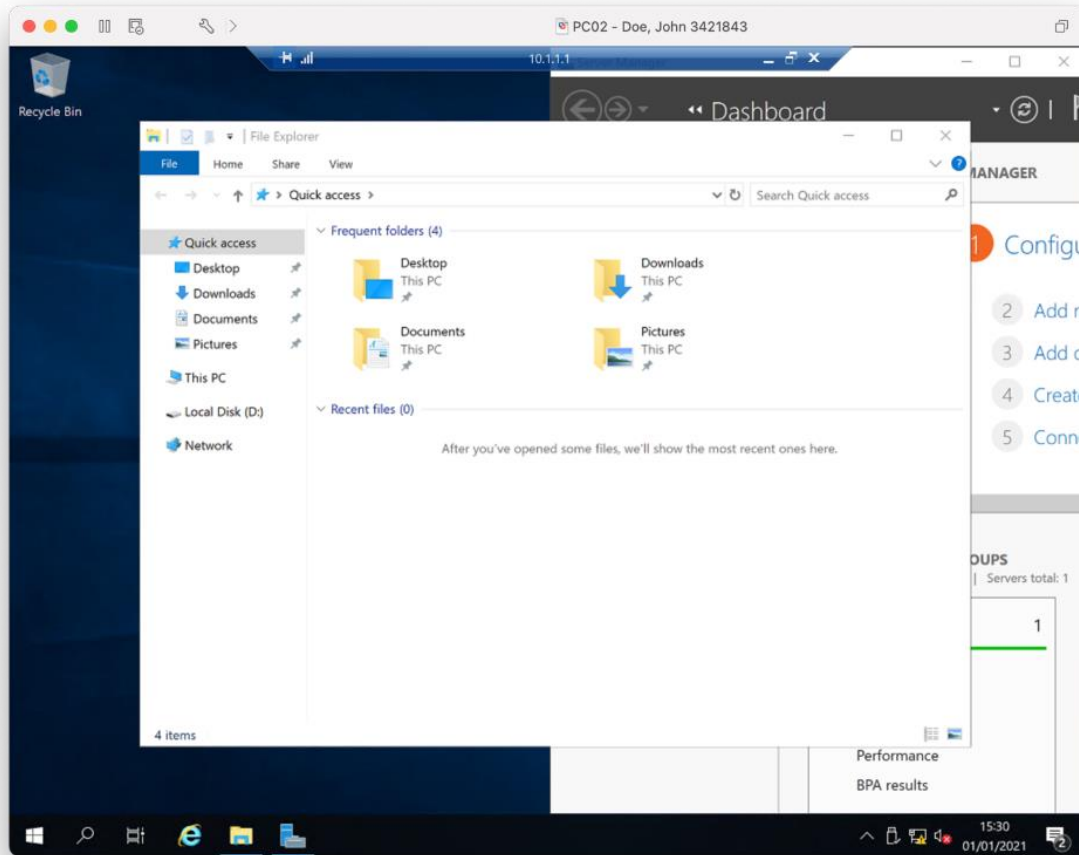 PC02 - Doe, John 3421843
10.1.1.1
Recycle Bin
Dashboard
File Explorer
File Home Share View
Quick access
Search Quick access
Quick access
Desktop
Downloads
Documents
Pictures
This PC
Local Disk (D:)
Network
Frequent folders (4)
Desktop
This PC
Downloads
This PC
Documents
This PC
Pictures
This PC
Recent files (0)
After you've opened some files, we'll show the most recent ones here.
4 items
MANAGER
1 Configu
2 Add r
3 Add
4 Creat
5 Conn
OUPS
| Servers total: 1
1
Performance
BPA results
15:30
01/01/2021
2